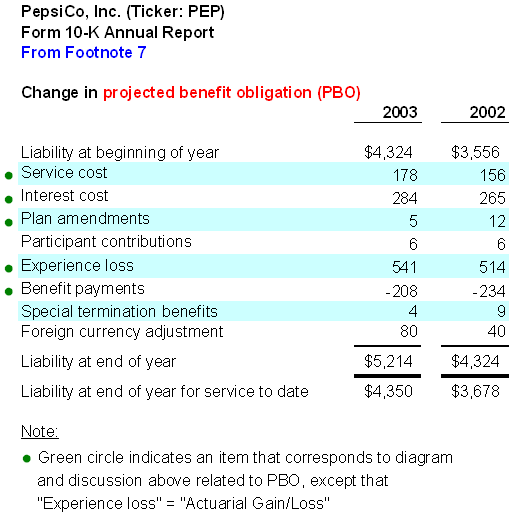 PepsiCo, Inc. (Ticker: PEP)
Form 10-K Annual Report
From Footnote 7
Change in projected benefit obligation (PBO)
2003 2002
Liability at beginning of year $4,324 $3,556
Service cost 178 156
Interest cost 284 265
Plan amendments 5 12
Participant contributions 6 6
Experience loss 541 514
Benefit payments -208 -234
Special termination benefits 4 9
Foreign currency adjustment 80 40
Liability at end of year $5,214 $4,324
Liability at end of year for service to date $4,350 $3,678
Note:
Green circle indicates an item that corresponds to diagram
and discussion above related to PBO, except that
"Experience loss" = "Actuarial Gain/Loss"